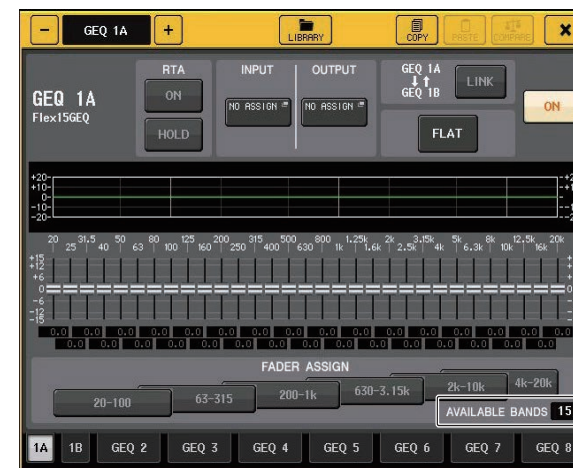 − GEQ 1A + LIBRARY COPY PASTE COMPARE ×
GEQ 1A
Flex15GEQ
RTA
ON
HOLD
INPUT
NO ASSIGN
OUTPUT
NO ASSIGN
GEQ 1A
GEQ 1B
LINK
FLAT
ON
+20
+10
0
-10
-20
20 31.5 50 80 125 200 315 500 800 1.25k 2k 3.15k 5k 8k 12.5k 20k
25 40 63 100 160 250 400 630 1k 1.6k 2.5k 4k 6.3k 10k 16k
+15
+12
+6
0
-6
-12
-15
0.0 0.0 0.0 0.0 0.0 0.0 0.0 0.0 0.0 0.0 0.0 0.0 0.0 0.0 0.0 0.0
0.0 0.0 0.0 0.0 0.0 0.0 0.0 0.0 0.0 0.0 0.0 0.0 0.0 0.0 0.0
FADER ASSIGN
20-100 63-315 200-1k 630-3.15k 2k-10k 4k-20k
AVAILABLE BANDS 15
1A 1B GEQ 2 GEQ 3 GEQ 4 GEQ 5 GEQ 6 GEQ 7 GEQ 8